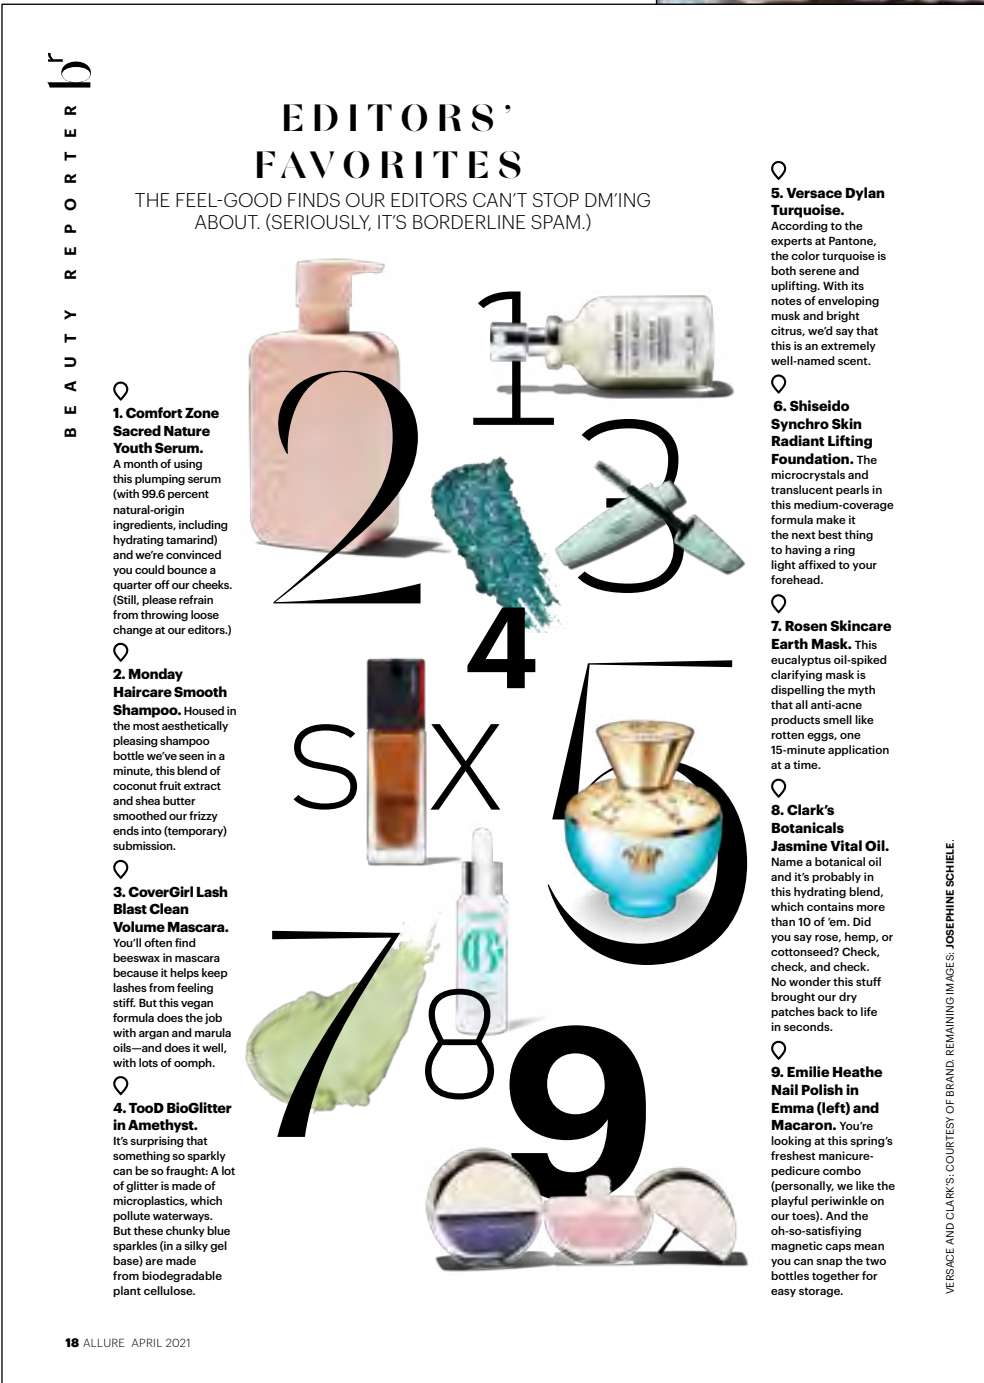 BEAUTY REPORTER br
EDITORS’
FAVORITES
THE FEEL-GOOD FINDS OUR EDITORS CAN’T STOP DM’ING
ABOUT. (SERIOUSLY, IT’S BORDERLINE SPAM.)
1. Comfort Zone
Sacred Nature
Youth Serum.
A month of using
this plumping serum
(with 99.6 percent
natural-origin
ingredients, including
hydrating tamarind)
and we’re convinced
you could bounce a
quarter off our cheeks.
(Still, please refrain
from throwing loose
change at our editors.)
2. Monday
Haircare Smooth
Shampoo. Housed in
the most aesthetically
pleasing shampoo
bottle we’ve seen in a
minute, this blend of
coconut fruit extract
and shea butter
smoothed our frizzy
ends into (temporary)
submission.
3. CoverGirl Lash
Blast Clean
Volume Mascara.
You’ll often find
beeswax in mascara
because it helps keep
lashes from feeling
stiff. But this vegan
formula does the job
with argan and marula
oils—and does it well,
with lots of oomph.
4. TooD BioGlitter
in Amethyst.
It’s surprising that
something so sparkly
can be so fraught: A lot
of glitter is made of
microplastics, which
pollute waterways.
But these chunky blue
sparkles (in a silky gel
base) are made
from biodegradable
plant cellulose.
1
2
3
4
5
S X
7
8
9
5. Versace Dylan
Turquoise.
According to the
experts at Pantone,
the color turquoise is
both serene and
uplifting. With its
notes of enveloping
musk and bright
citrus, we’d say that
this is an extremely
well-named scent.
6. Shiseido
Synchro Skin
Radiant Lifting
Foundation. The
microcrystals and
translucent pearls in
this medium-coverage
formula make it
the next best thing
to having a ring
light affixed to your
forehead.
7. Rosen Skincare
Earth Mask. This
eucalyptus oil-spiked
clarifying mask is
dispelling the myth
that all anti-acne
products smell like
rotten eggs, one
15-minute application
at a time.
8. Clark’s
Botanicals
Jasmine Vital Oil.
Name a botanical oil
and it’s probably in
this hydrating blend,
which contains more
than 10 of ’em. Did
you say rose, hemp, or
cottonseed? Check,
check, and check.
No wonder this stuff
brought our dry
patches back to life
in seconds.
9. Emilie Heathe
Nail Polish in
Emma (left) and
Macaron. You’re
looking at this spring’s
freshest manicure-
pedicure combo
(personally, we like the
playful periwinkle on
our toes). And the
oh-so-satisfiying
magnetic caps mean
you can snap the two
bottles together for
easy storage.
VERSACE AND CLARK’S: COURTESY OF BRAND. REMAINING IMAGES: JOSEPHINE SCHIELE.
18 ALLURE APRIL 2021